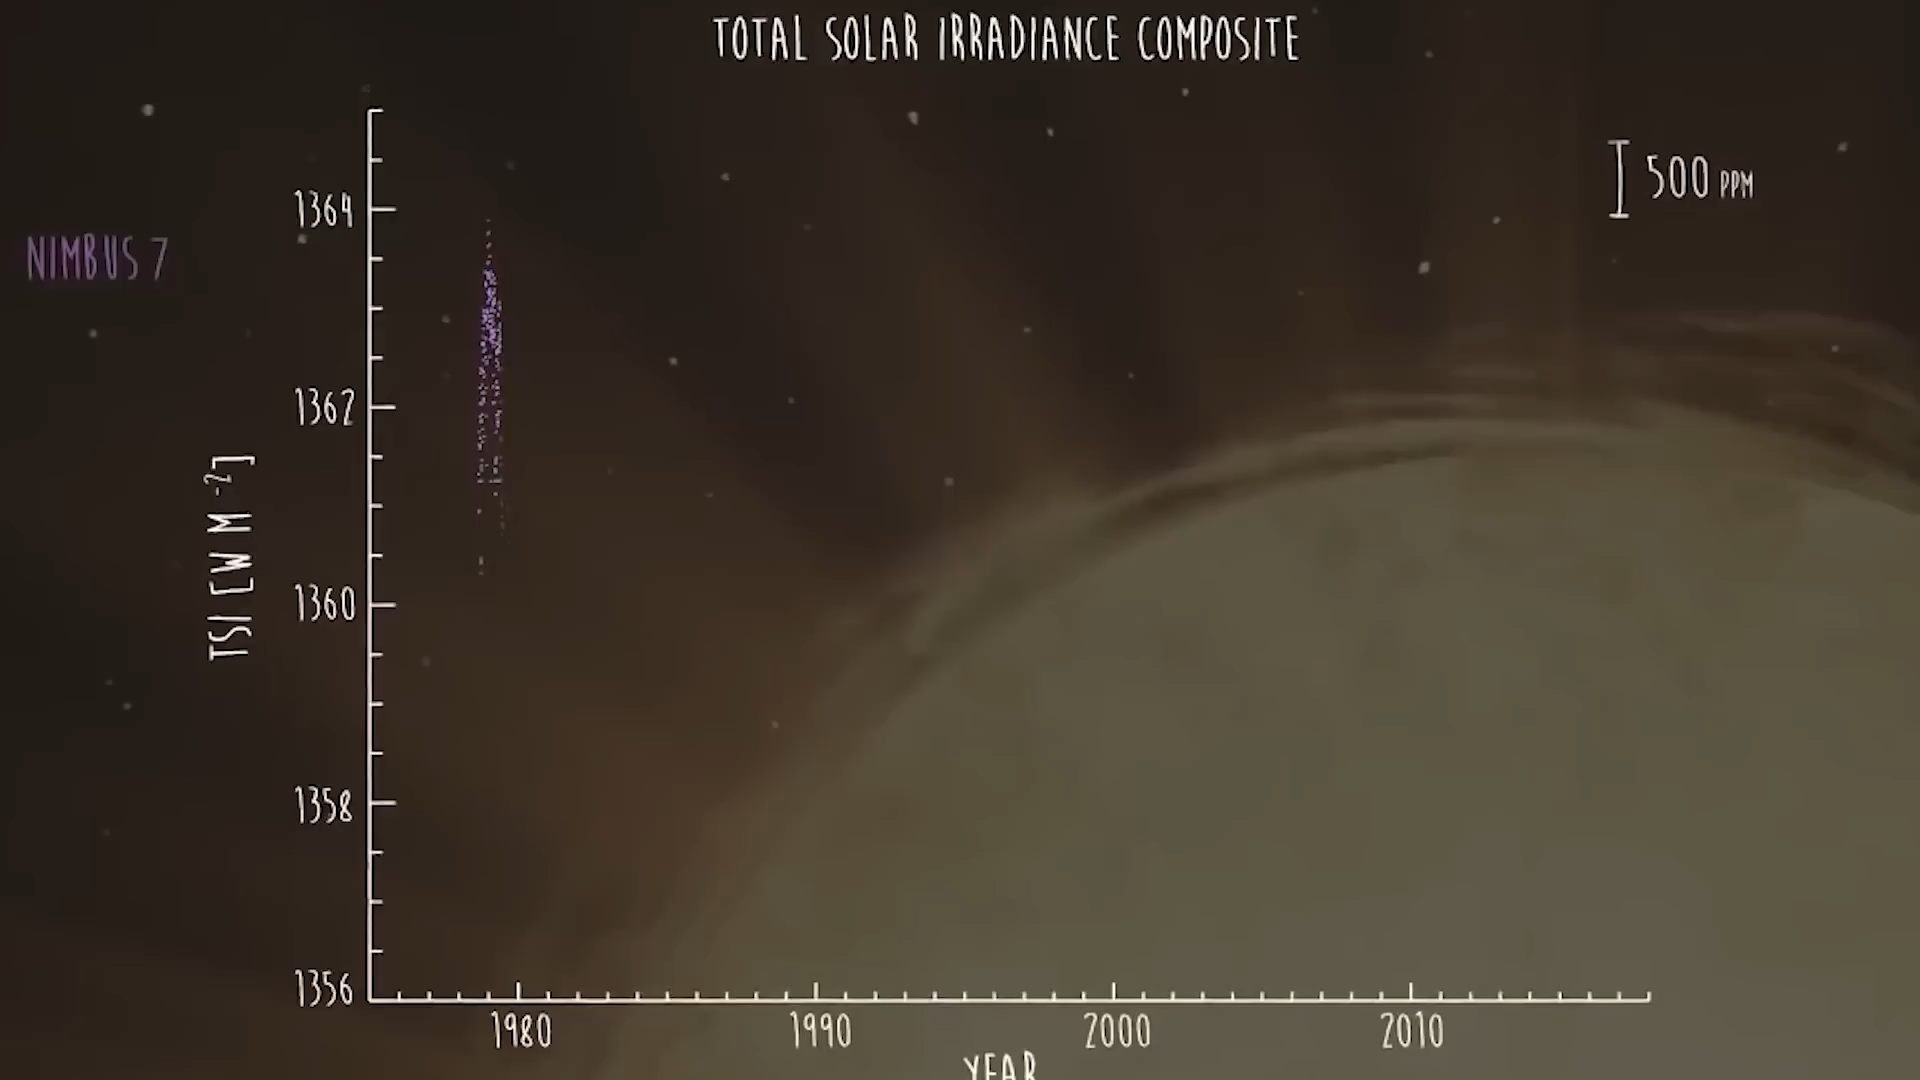 TOTAL SOLAR IRRADIANCE COMPOSITE
500 PPM
NIMBUS 7
1364
1362
1360
1358
1356
TSI [W M -2]
1980 1990 2000 2010
YEAR